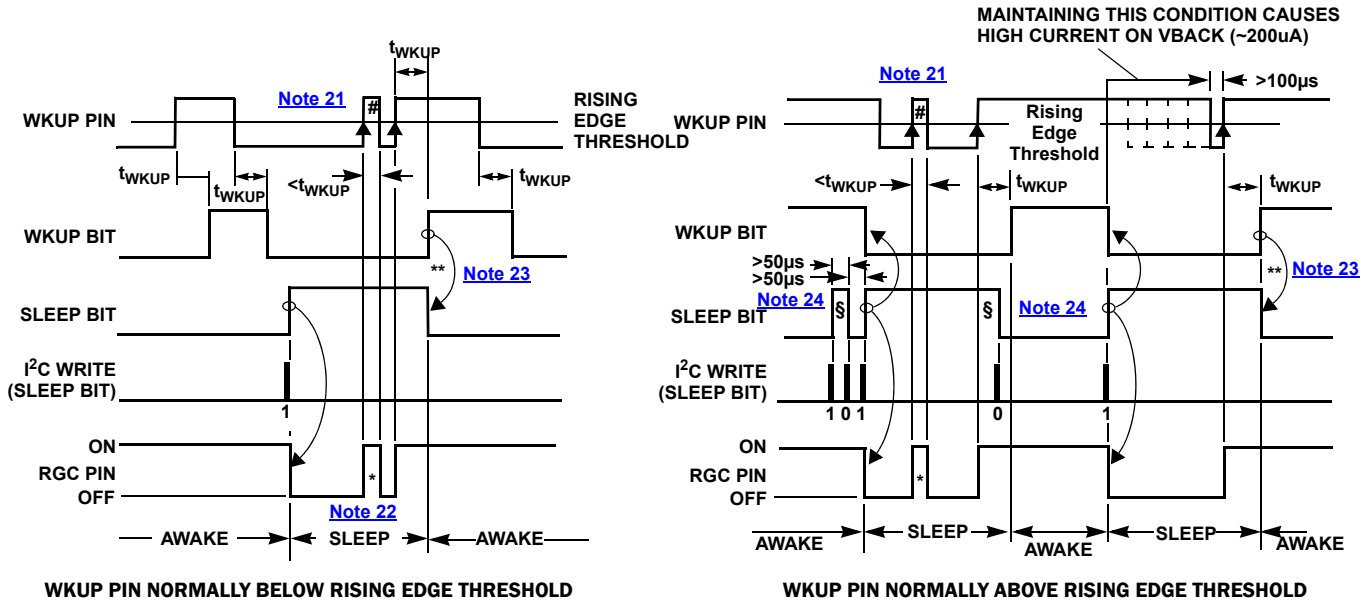 tWKUP
Note 21
#
RISING
EDGE
THRESHOLD
WKUP PIN
tWKUP
tWKUP
<tWKUP
tWKUP
WKUP BIT
**
Note 23
SLEEP BIT
I2C WRITE
(SLEEP BIT)
1
ON
RGC PIN
OFF
*
Note 22
AWAKE
SLEEP
AWAKE
WKUP PIN NORMALLY BELOW RISING EDGE THRESHOLD
MAINTAINING THIS CONDITION CAUSES
HIGH CURRENT ON VBACK (~200uA)
Note 21
>100µs
#
WKUP PIN
Rising
Edge
Threshold
<tWKUP
tWKUP
tWKUP
WKUP BIT
>50µs
>50µs
**
Note 23
Note 24
§
§
Note 24
SLEEP BIT
I2C WRITE
(SLEEP BIT)
1 0 1
0
1
ON
RGC PIN
OFF
*
AWAKE
SLEEP
AWAKE
SLEEP
AWAKE
WKUP PIN NORMALLY ABOVE RISING EDGE THRESHOLD